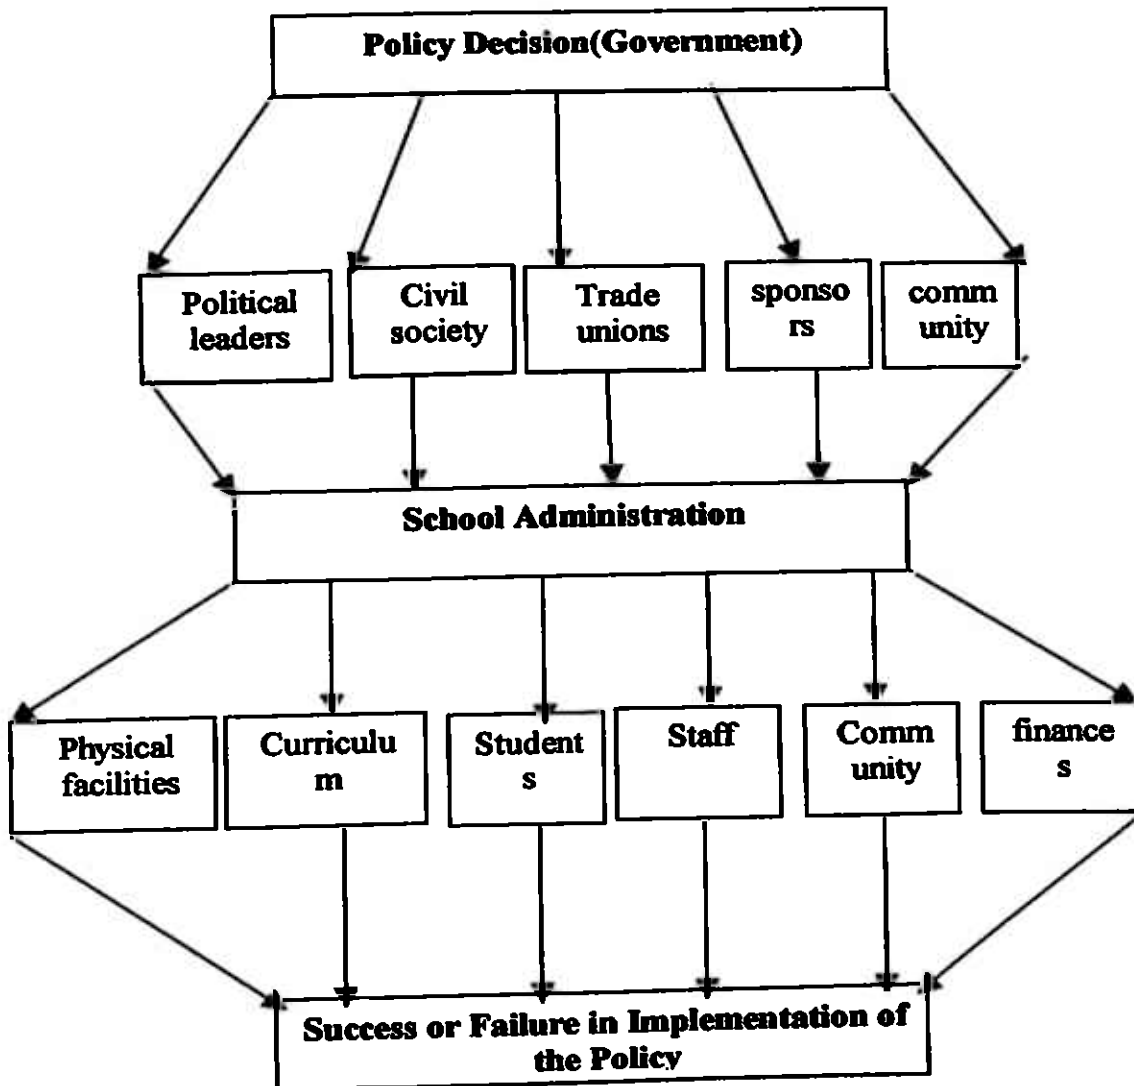 Policy Decision(Government)
Political
leaders
Civil
society
Trade
unions
sponso
rs
comm
unity
School Administration
Physical
facilities
Curriculu
m
Student
s
Staff
Comm
unity
finance
s
Success or Failure in Implementation of
the Policy